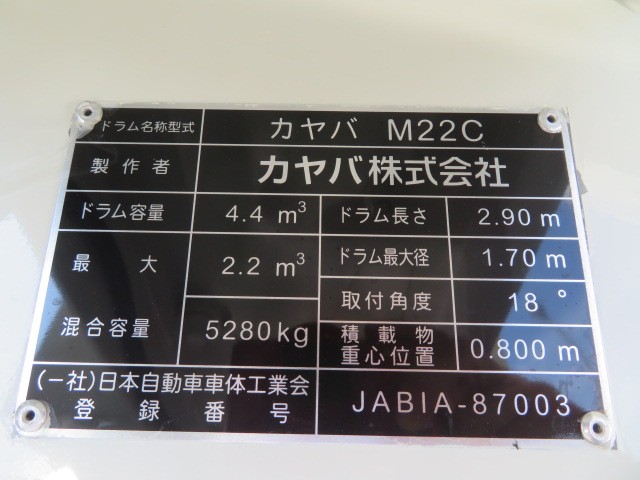 ドラム名称型式 カヤバ M22C
製作者 カヤバ株式会社
ドラム容量 4.4 m³ ドラム長さ 2.90 m
最大 2.2 m³ ドラム最大径 1.70 m
取付角度 18°
混合容量 5280kg 積載物
重心位置 0.800 m
(一社)日本自動車車体工業会
登録番号 JABIA-87003